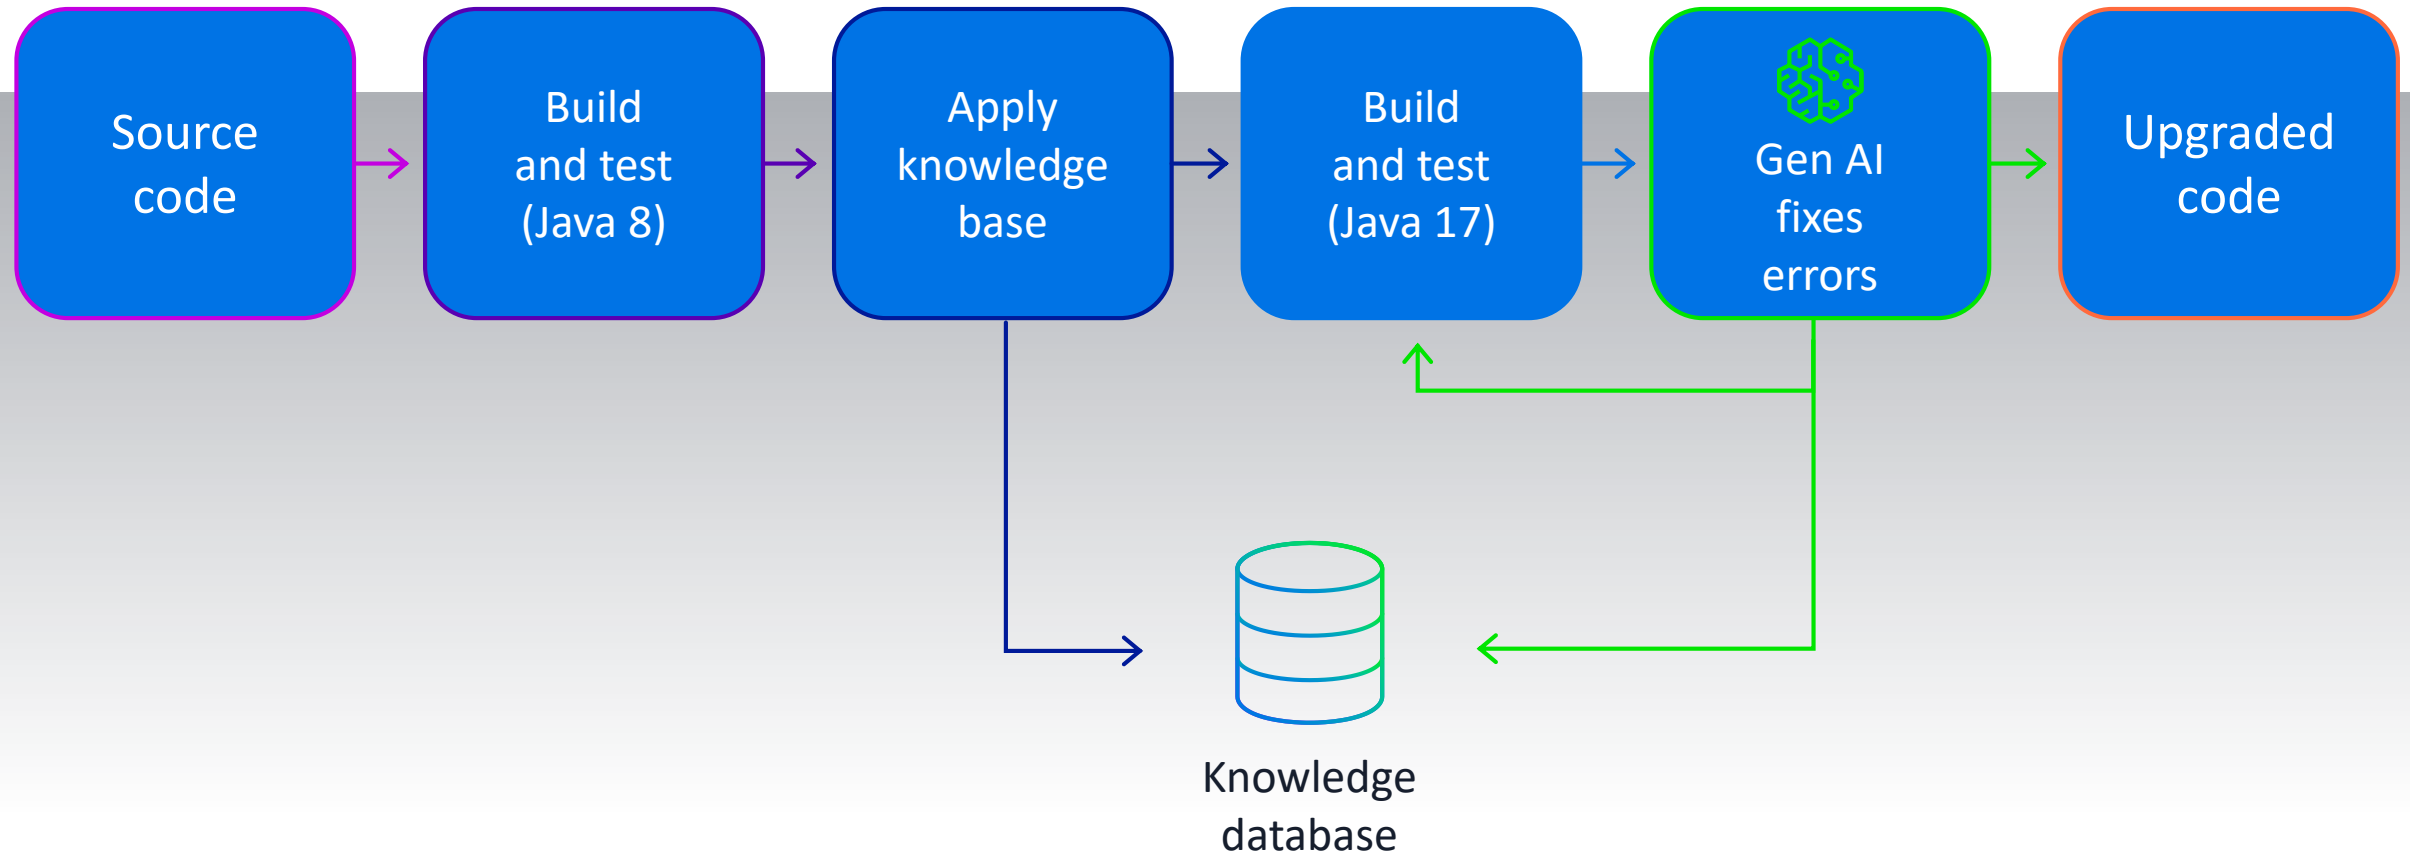 Source
code
Build
and test
(Java 8)
Apply
knowledge
base
Build
and test
(Java 17)
Gen AI
fixes
errors
Upgraded
code
Knowledge
database